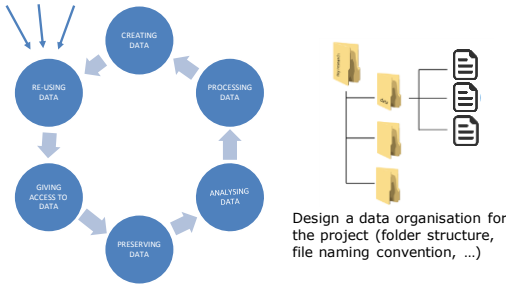 CREATING
DATA
RE-USING
DATA
PROCESSING
DATA
GIVING
ACCESS TO
DATA
ANALYSING
DATA
PRESERVING
DATA
data
Design a data organisation for
the project (folder structure,
file naming convention, …)